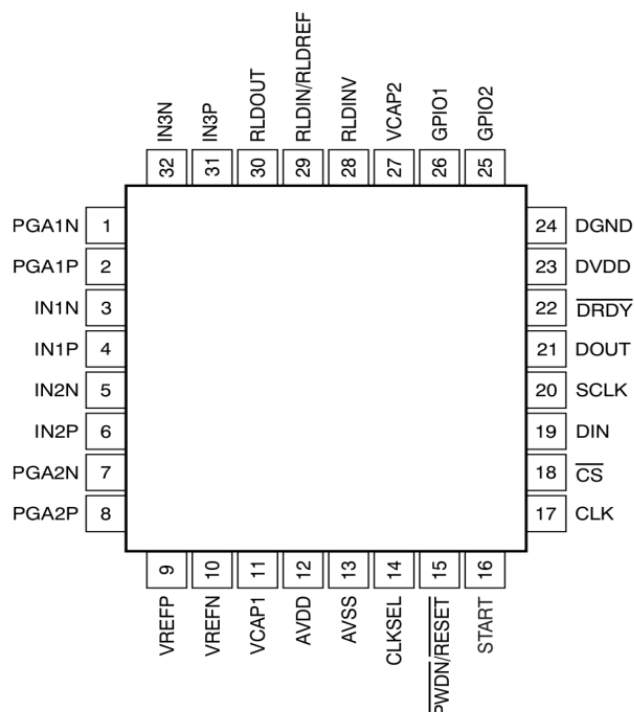 IN3N
IN3P
RLDOUT
RLDIN/RLDREF
RLDINV
VCAP2
GPIO1
GPIO2
32
31
30
29
28
27
26
25
PGA1N 1
24 DGND
PGA1P 2
23 DVDD
IN1N 3
22 DRDY
IN1P 4
21 DOUT
IN2N 5
20 SCLK
IN2P 6
19 DIN
PGA2N 7
18 CS
PGA2P 8
17 CLK
9
10
11
12
13
14
15
16
VREFP
VREFN
VCAP1
AVDD
AVSS
CLKSEL
PWDN/RESET
START